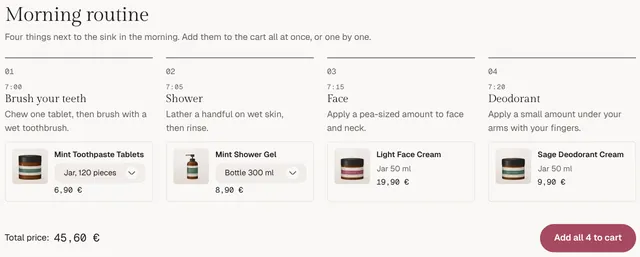 Morning routine
Four things next to the sink in the morning. Add them to the cart all at once, or one by one.
01
7:00
Brush your teeth
Chew one tablet, then brush with a
wet toothbrush.
Mint Toothpaste Tablets
Jar, 120 pieces
6,90 €
02
7:05
Shower
Lather a handful on wet skin,
then rinse.
Mint Shower Gel
Bottle 300 ml
8,90 €
03
7:15
Face
Apply a pea-sized amount to face
and neck.
Light Face Cream
Jar 50 ml
19,90 €
04
7:20
Deodorant
Apply a small amount under your
arms with your fingers.
Sage Deodorant Cream
Jar 50 ml
9,90 €
Total price: 45,60 €
Add all 4 to cart